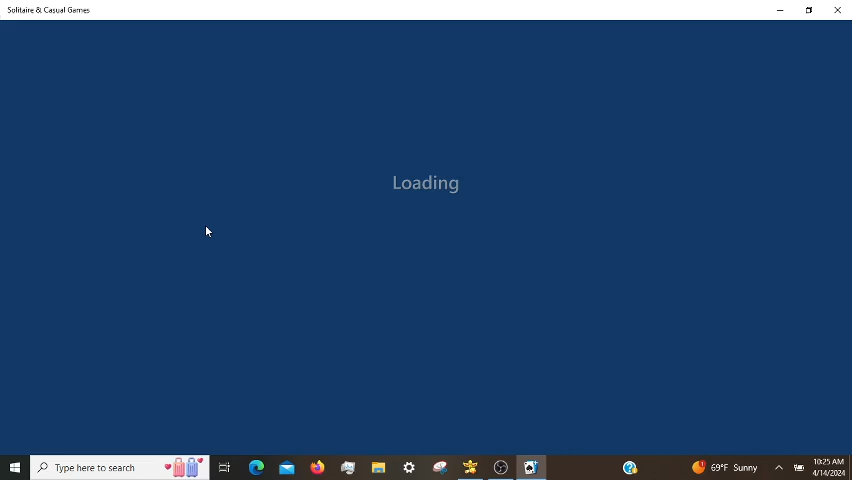 Solitaire & Casual Games
Loading
Type here to search
69°F Sunny
10:25 AM
4/14/2024